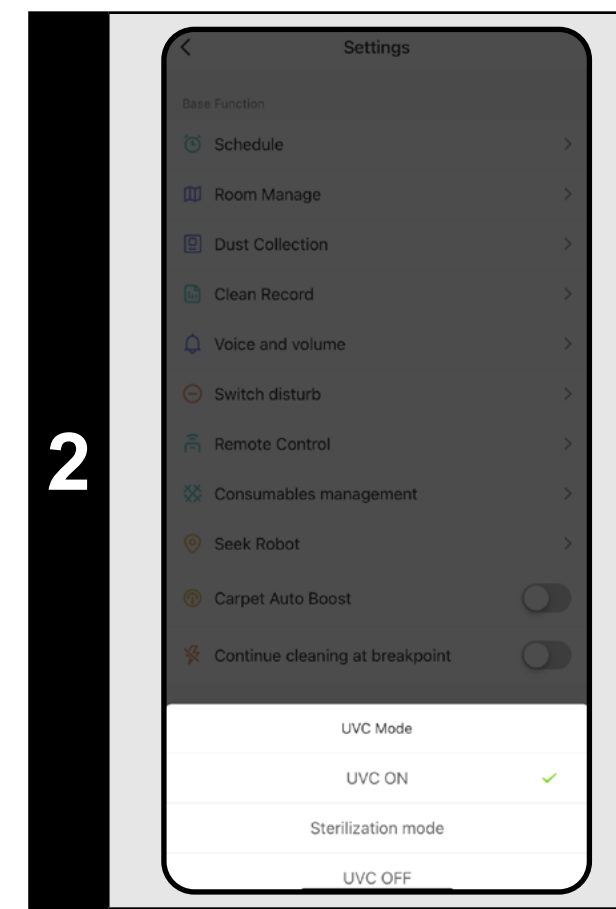 2
Settings
Base Function
Schedule
Room Manage
Dust Collection
Clean Record
Voice and volume
Switch disturb
Remote Control
Consumables management
Seek Robot
Carpet Auto Boost
Continue cleaning at breakpoint
UVC Mode
UVC ON
Sterilization mode
UVC OFF